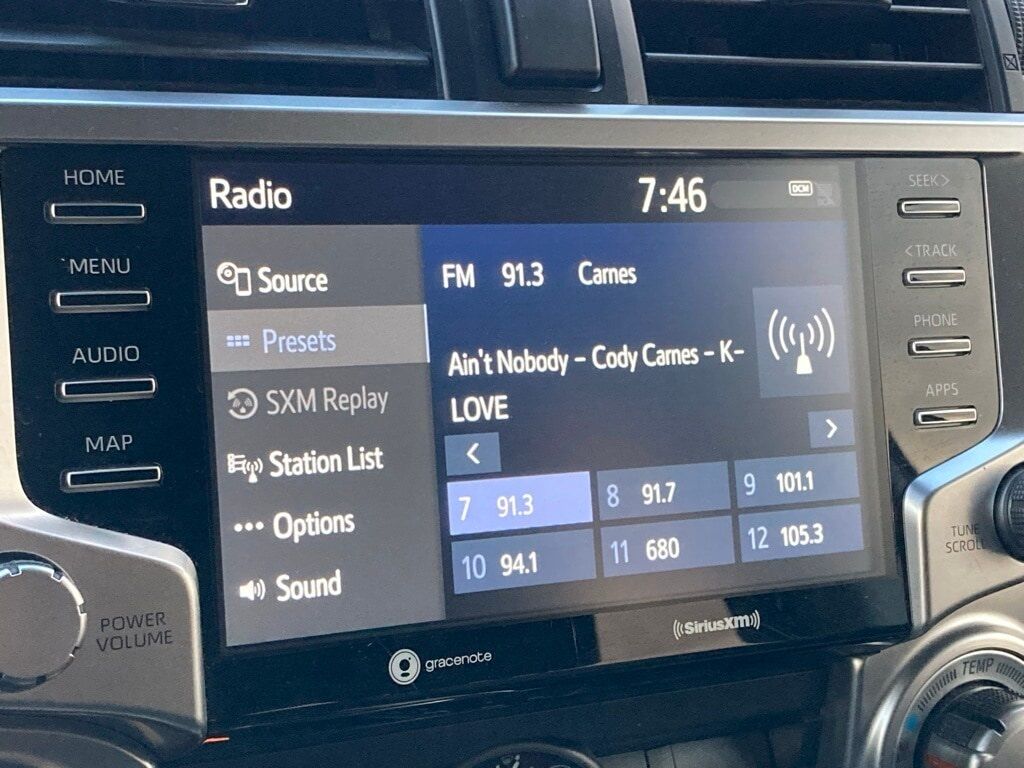 HOME
MENU
AUDIO
MAP
POWER
VOLUME
Radio
7:46
DCM
Source
Presets
SXM Replay
Station List
Options
Sound
FM 91.3 Carnes
Ain't Nobody – Cody Carnes – K–
LOVE
<
>
7 91.3
8 91.7
9 101.1
10 94.1
11 680
12 105.3
gracenote
((SiriusXM))
SEEK >
< TRACK
PHONE
APPS
TUNE
SCROLL
TEMP